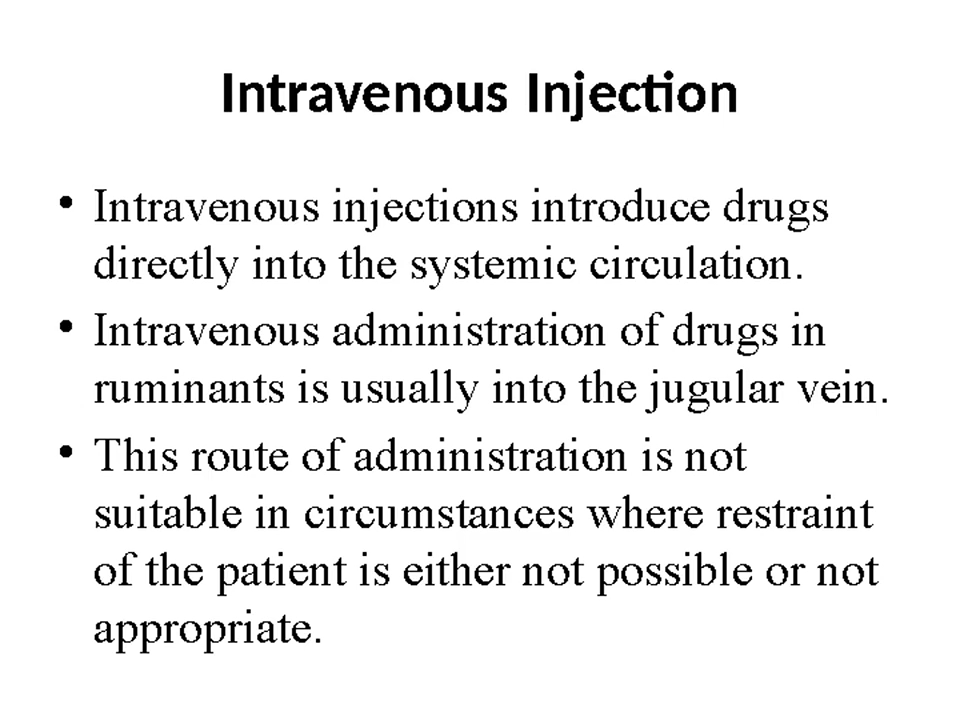 Intravenous Injection
• Intravenous injections introduce drugs
directly into the systemic circulation.
• Intravenous administration of drugs in
ruminants is usually into the jugular vein.
• This route of administration is not
suitable in circumstances where restraint
of the patient is either not possible or not
appropriate.